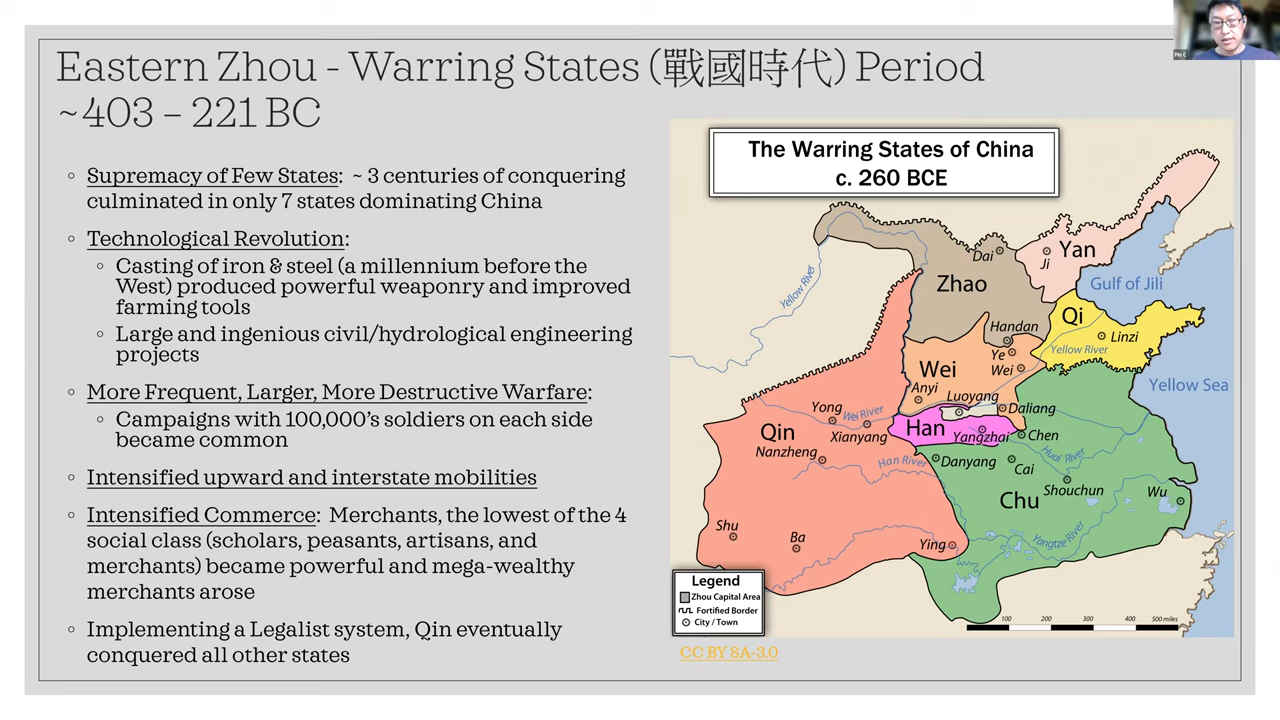 Eastern Zhou - Warring States (戰國時代) Period
~403 – 221 BC
◦ Supremacy of Few States: ~ 3 centuries of conquering
culminated in only 7 states dominating China
◦ Technological Revolution:
◦ Casting of iron & steel (a millennium before the
West) produced powerful weaponry and improved
farming tools
◦ Large and ingenious civil/hydrological engineering
projects
◦ More Frequent, Larger, More Destructive Warfare:
◦ Campaigns with 100,000’s soldiers on each side
became common
◦ Intensified upward and interstate mobilities
◦ Intensified Commerce: Merchants, the lowest of the 4
social class (scholars, peasants, artisans, and
merchants) became powerful and mega-wealthy
merchants arose
◦ Implementing a Legalist system, Qin eventually
conquered all other states
The Warring States of China
c. 260 BCE
Dai
Ji
Yan
Yellow River
Zhao
Gulf of Jili
Qi
Handan
Linzi
Ye
Yellow River
Wei
Wei
Anyi
Yellow Sea
Luoyang
Yong
Wei River
Daliang
Qin
Xianyang
Han
Yangzhai
Chen
Nanzheng
Han River
Danyang
Cai
Huai River
Chu
Shouchun
Wu
Shu
Ba
Ying
Yangtze River
Legend
Zhou Capital Area
Fortified Border
City / Town
100 200 300 400 500 miles
CC BY SA-3.0
Pin C